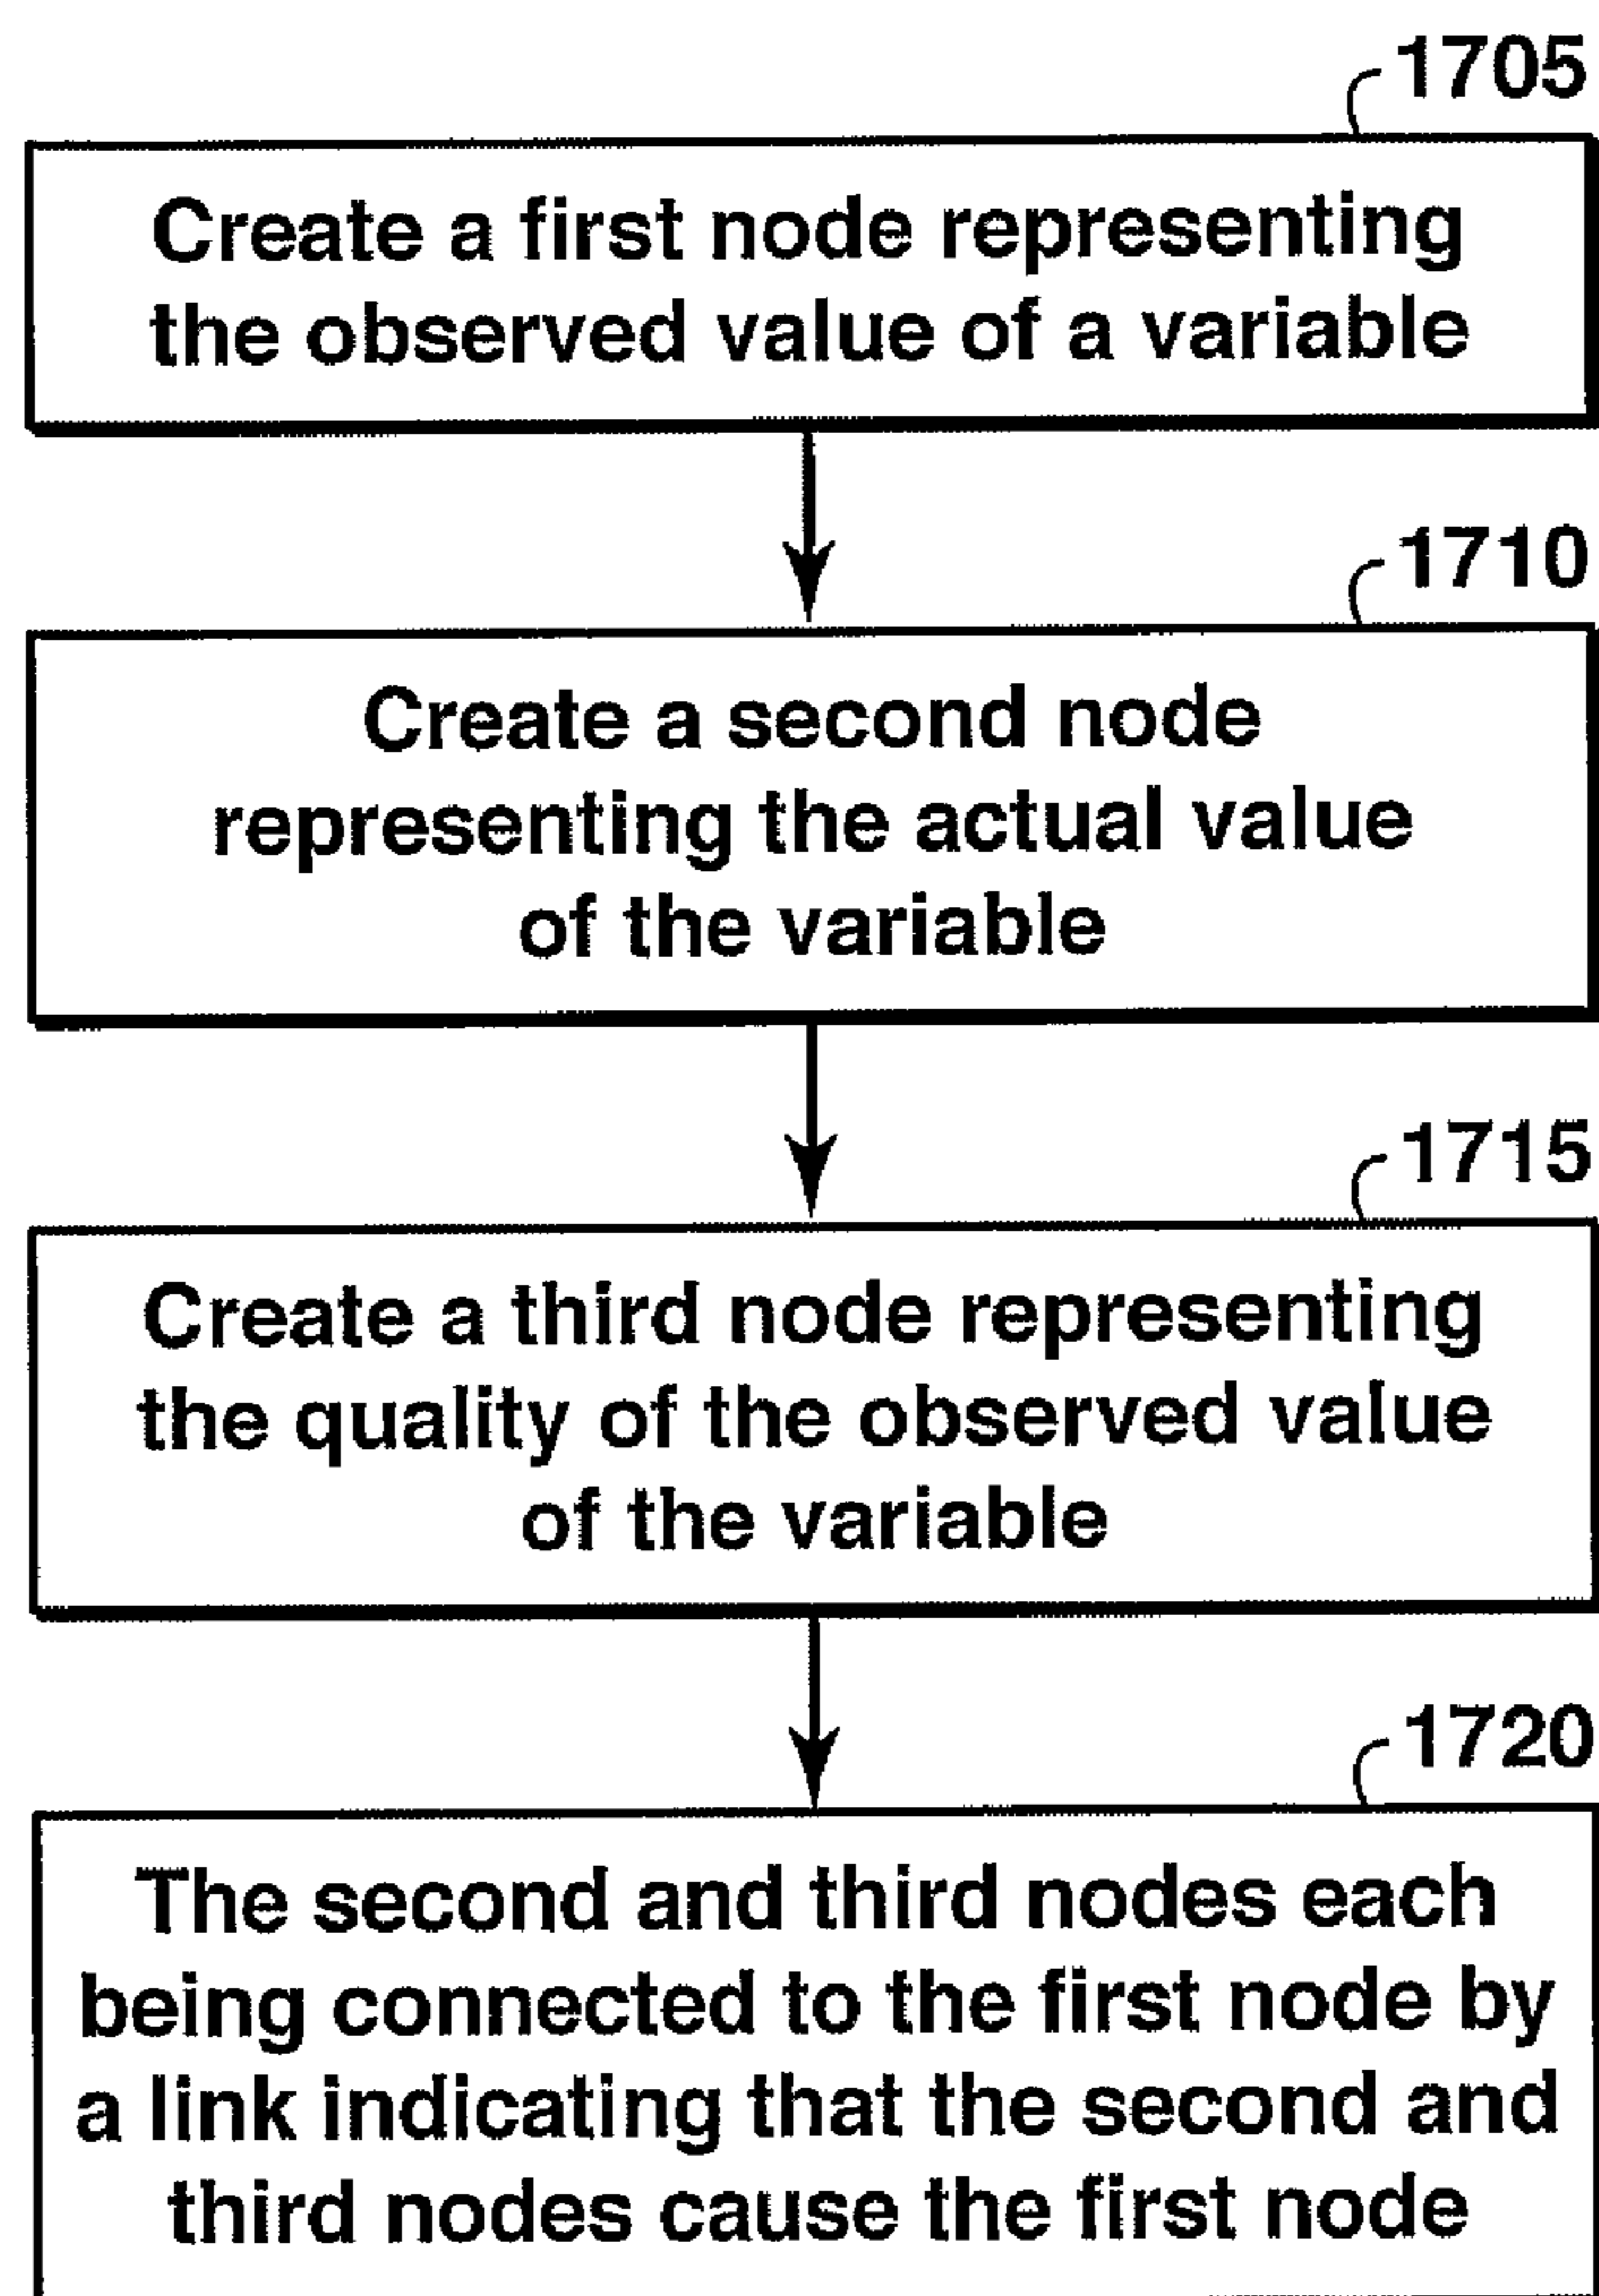 1705
Create a first node representing
the observed value of a variable
1710
Create a second node
representing the actual value
of the variable
1715
Create a third node representing
the quality of the observed value
of the variable
1720
The second and third nodes each
being connected to the first node by
a link indicating that the second and
third nodes cause the first node